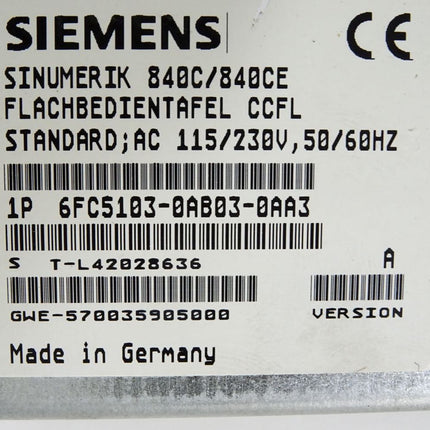 SIEMENS CE
SINUMERIK 840C/840CE
FLACHBEDIENTAFEL CCFL
STANDARD;AC 115/230V,50/60HZ
1P 6FC5103-0AB03-0AA3
S T-L42028636 A
GWE-570035905000 VERSION
Made in Germany